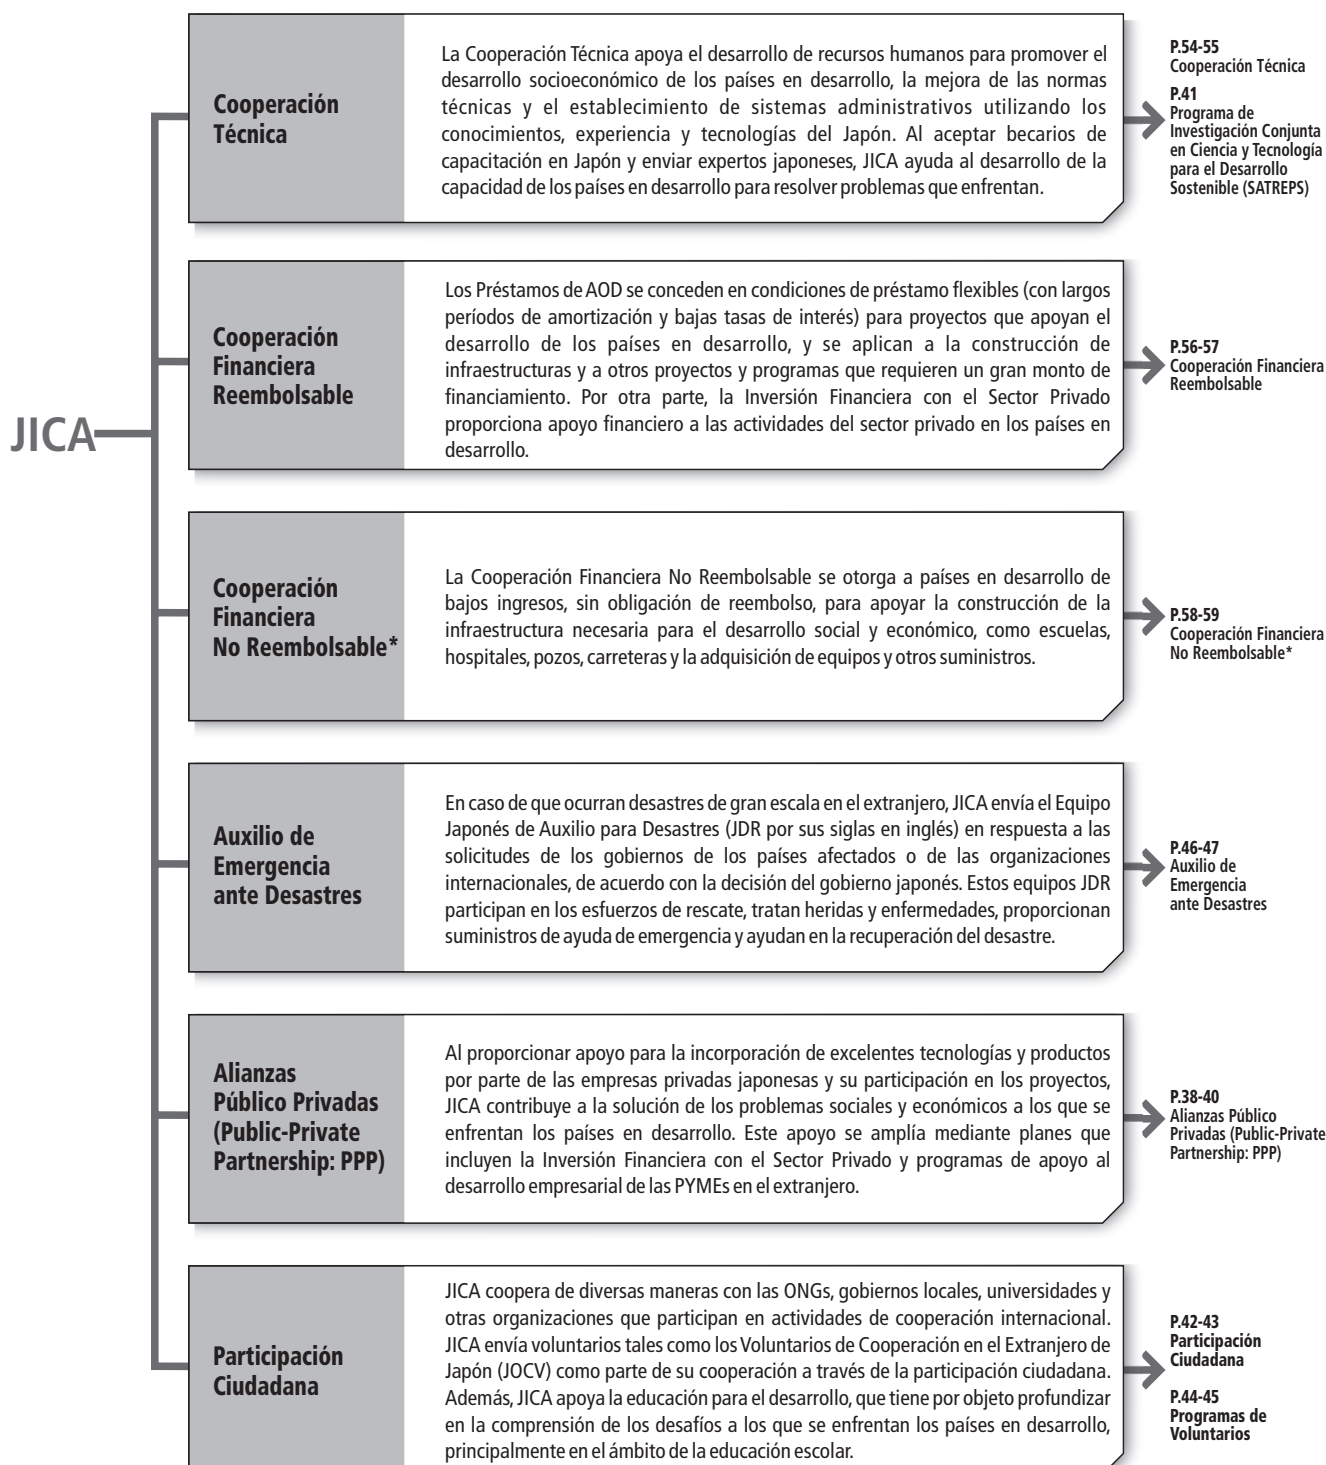 JICA
Cooperación
Técnica
La Cooperación Técnica apoya el desarrollo de recursos humanos para promover el
desarrollo socioeconómico de los países en desarrollo, la mejora de las normas
técnicas y el establecimiento de sistemas administrativos utilizando los
conocimientos, experiencia y tecnologías del Japón. Al aceptar becarios de
capacitación en Japón y enviar expertos japoneses, JICA ayuda al desarrollo de la
capacidad de los países en desarrollo para resolver problemas que enfrentan.
P.54-55
Cooperación Técnica
P.41
Programa de
Investigación Conjunta
en Ciencia y Tecnología
para el Desarrollo
Sostenible (SATREPS)
Cooperación
Financiera
Reembolsable
Los Préstamos de AOD se conceden en condiciones de préstamo flexibles (con largos
períodos de amortización y bajas tasas de interés) para proyectos que apoyan el
desarrollo de los países en desarrollo, y se aplican a la construcción de
infraestructuras y a otros proyectos y programas que requieren un gran monto de
financiamiento. Por otra parte, la Inversión Financiera con el Sector Privado
proporciona apoyo financiero a las actividades del sector privado en los países en
desarrollo.
P.56-57
Cooperación Financiera
Reembolsable
Cooperación
Financiera
No Reembolsable*
La Cooperación Financiera No Reembolsable se otorga a países en desarrollo de
bajos ingresos, sin obligación de reembolso, para apoyar la construcción de la
infraestructura necesaria para el desarrollo social y económico, como escuelas,
hospitales, pozos, carreteras y la adquisición de equipos y otros suministros.
P.58-59
Cooperación Financiera
No Reembolsable*
Auxilio de
Emergencia
ante Desastres
En caso de que ocurran desastres de gran escala en el extranjero, JICA envía el Equipo
Japonés de Auxilio para Desastres (JDR por sus siglas en inglés) en respuesta a las
solicitudes de los gobiernos de los países afectados o de las organizaciones
internacionales, de acuerdo con la decisión del gobierno japonés. Estos equipos JDR
participan en los esfuerzos de rescate, tratan heridas y enfermedades, proporcionan
suministros de ayuda de emergencia y ayudan en la recuperación del desastre.
P.46-47
Auxilio de
Emergencia
ante Desastres
Alianzas
Público Privadas
(Public-Private
Partnership: PPP)
Al proporcionar apoyo para la incorporación de excelentes tecnologías y productos
por parte de las empresas privadas japonesas y su participación en los proyectos,
JICA contribuye a la solución de los problemas sociales y económicos a los que se
enfrentan los países en desarrollo. Este apoyo se amplía mediante planes que
incluyen la Inversión Financiera con el Sector Privado y programas de apoyo al
desarrollo empresarial de las PYMEs en el extranjero.
P.38-40
Alianzas Público
Privadas (Public-Private
Partnership: PPP)
Participación
Ciudadana
JICA coopera de diversas maneras con las ONGs, gobiernos locales, universidades y
otras organizaciones que participan en actividades de cooperación internacional.
JICA envía voluntarios tales como los Voluntarios de Cooperación en el Extranjero de
Japón (JOCV) como parte de su cooperación a través de la participación ciudadana.
Además, JICA apoya la educación para el desarrollo, que tiene por objeto profundizar
en la comprensión de los desafíos a los que se enfrentan los países en desarrollo,
principalmente en el ámbito de la educación escolar.
P.42-43
Participación
Ciudadana
P.44-45
Programas de
Voluntarios